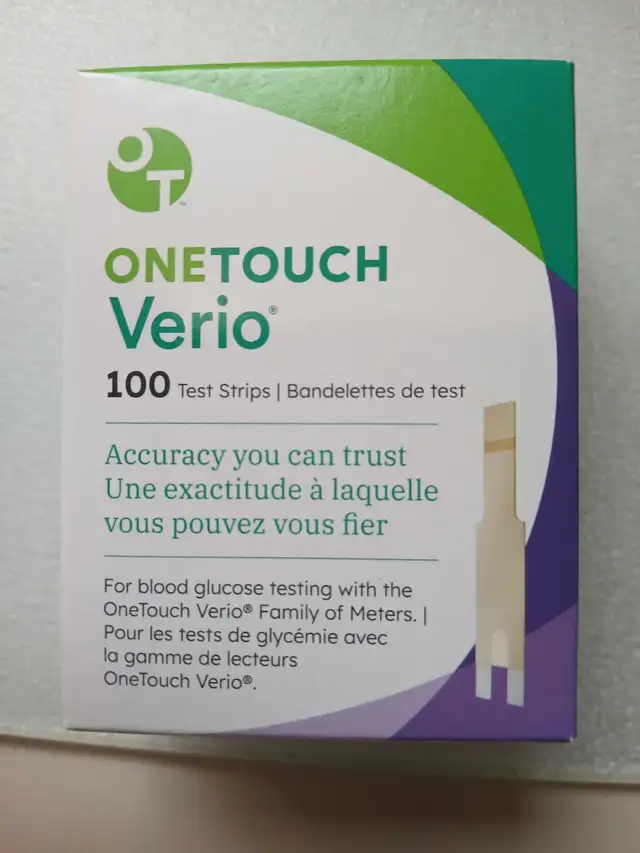 OT™
ONETOUCH
Verio®
100 Test Strips | Bandelettes de test
Accuracy you can trust
Une exactitude à laquelle
vous pouvez vous fier
For blood glucose testing with the
OneTouch Verio® Family of Meters. |
Pour les tests de glycémie avec
la gamme de lecteurs
OneTouch Verio®.